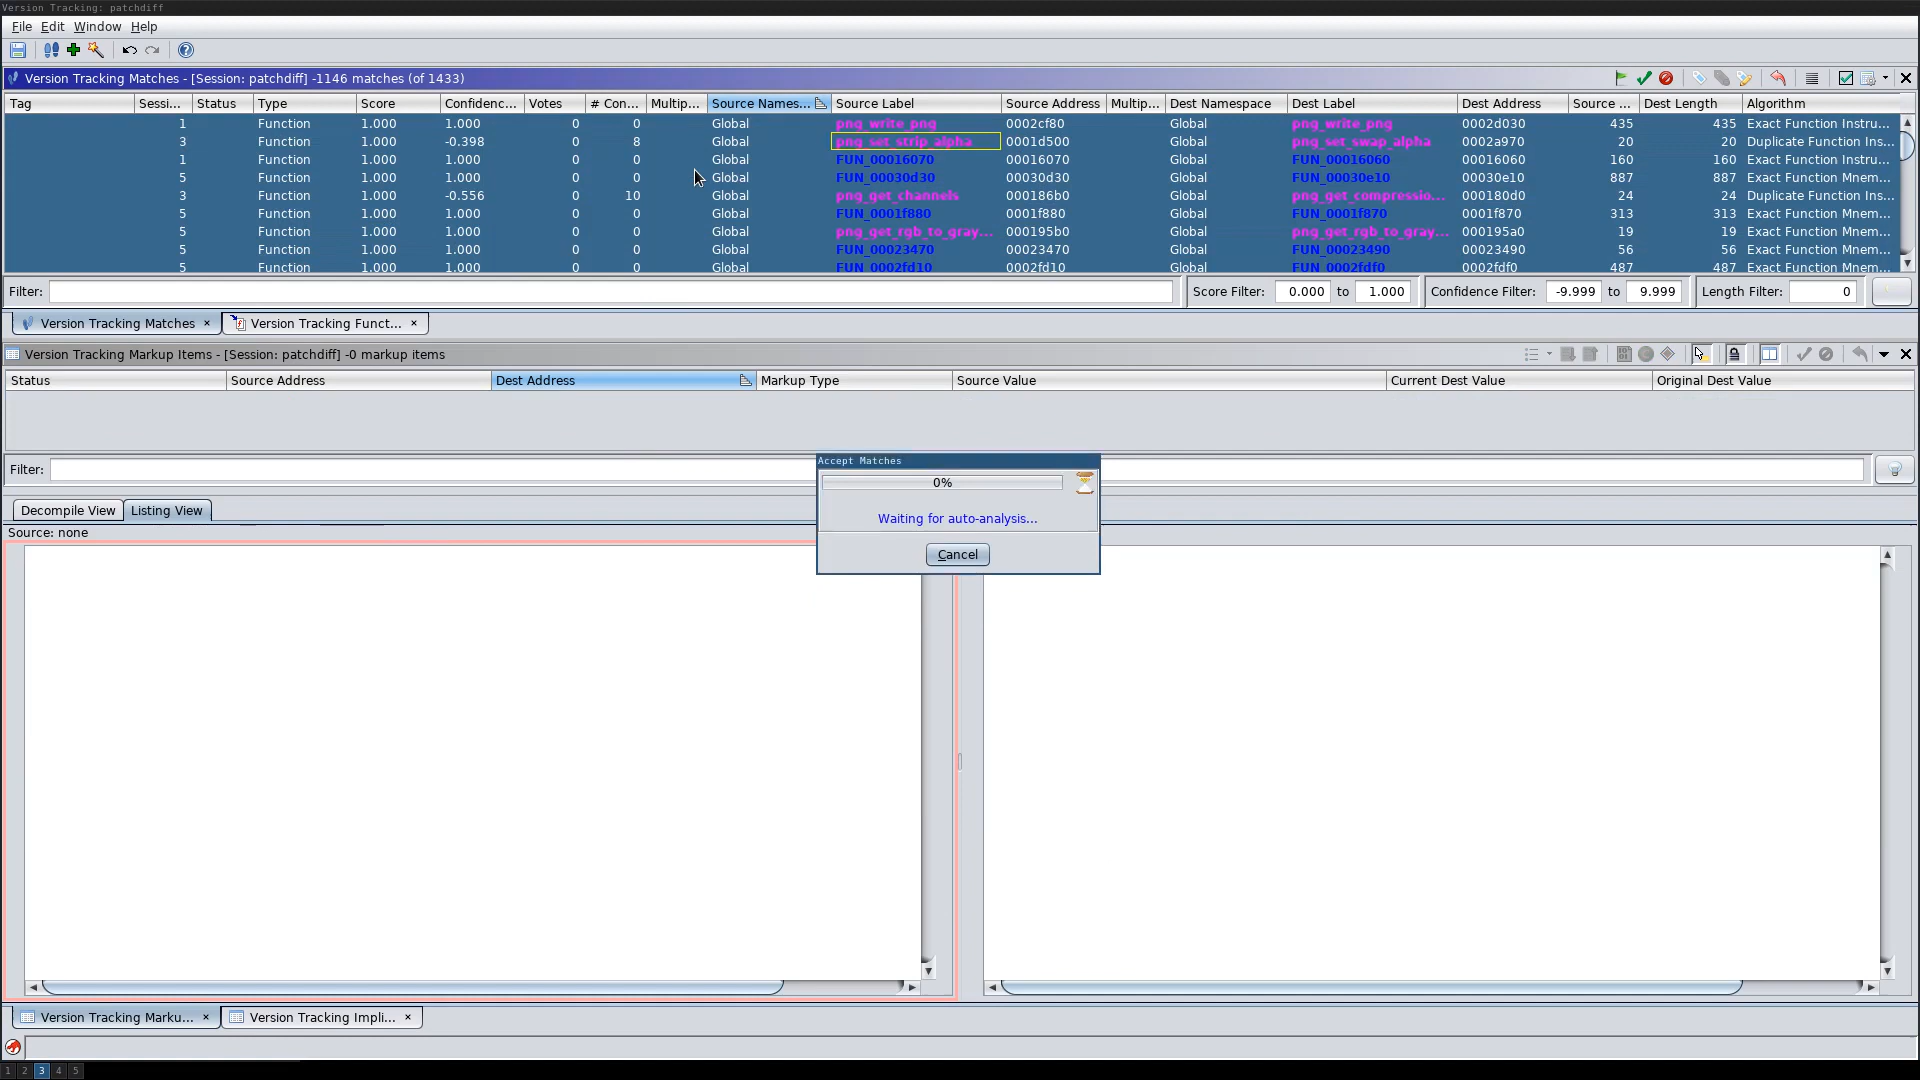 Version Tracking: patchdiff
File Edit Window Help
Version Tracking Matches - [Session: patchdiff] -1146 matches (of 1433)
Tag Sessi... Status Type Score Confidenc... Votes # Con... Multip... Source Names... Source Label Source Address Multip... Dest Namespace Dest Label Dest Address Source ... Dest Length Algorithm
1 Function 1.000 1.000 0 0 Global png_write_png 0002cf80 Global png_write_png 0002d030 435 435 Exact Function Instru...
3 Function 1.000 -0.398 0 8 Global png_set_strip_alpha 0001d500 Global png_set_swap_alpha 0002a970 20 20 Duplicate Function Ins...
1 Function 1.000 1.000 0 0 Global FUN_00016070 00016070 Global FUN_00016060 00016060 160 160 Exact Function Instru...
5 Function 1.000 1.000 0 0 Global FUN_00030d30 00030d30 Global FUN_00030e10 00030e10 887 887 Exact Function Mnem...
3 Function 1.000 -0.556 0 10 Global png_get_channels 000186b0 Global png_get_compressio... 000180d0 24 24 Duplicate Function Ins...
5 Function 1.000 1.000 0 0 Global FUN_0001f880 0001f880 Global FUN_0001f870 0001f870 313 313 Exact Function Mnem...
5 Function 1.000 1.000 0 0 Global png_get_rgb_to_gray... 000195b0 Global png_get_rgb_to_gray... 000195a0 19 19 Exact Function Mnem...
5 Function 1.000 1.000 0 0 Global FUN_00023470 00023470 Global FUN_00023490 00023490 56 56 Exact Function Mnem...
5 Function 1.000 1.000 0 0 Global FUN_0002fd10 0002fd10 Global FUN_0002fdf0 0002fdf0 487 487 Exact Function Mnem...
Filter: Score Filter: 0.000 to 1.000 Confidence Filter: -9.999 to 9.999 Length Filter: 0
Version Tracking Matches × Version Tracking Funct... ×
Version Tracking Markup Items - [Session: patchdiff] -0 markup items
Status Source Address Dest Address Markup Type Source Value Current Dest Value Original Dest Value
Filter:
Accept Matches
0%
Waiting for auto-analysis...
Cancel
Decompile View Listing View
Source: none
Version Tracking Marku... × Version Tracking Impli... ×
1 2 3 4 5